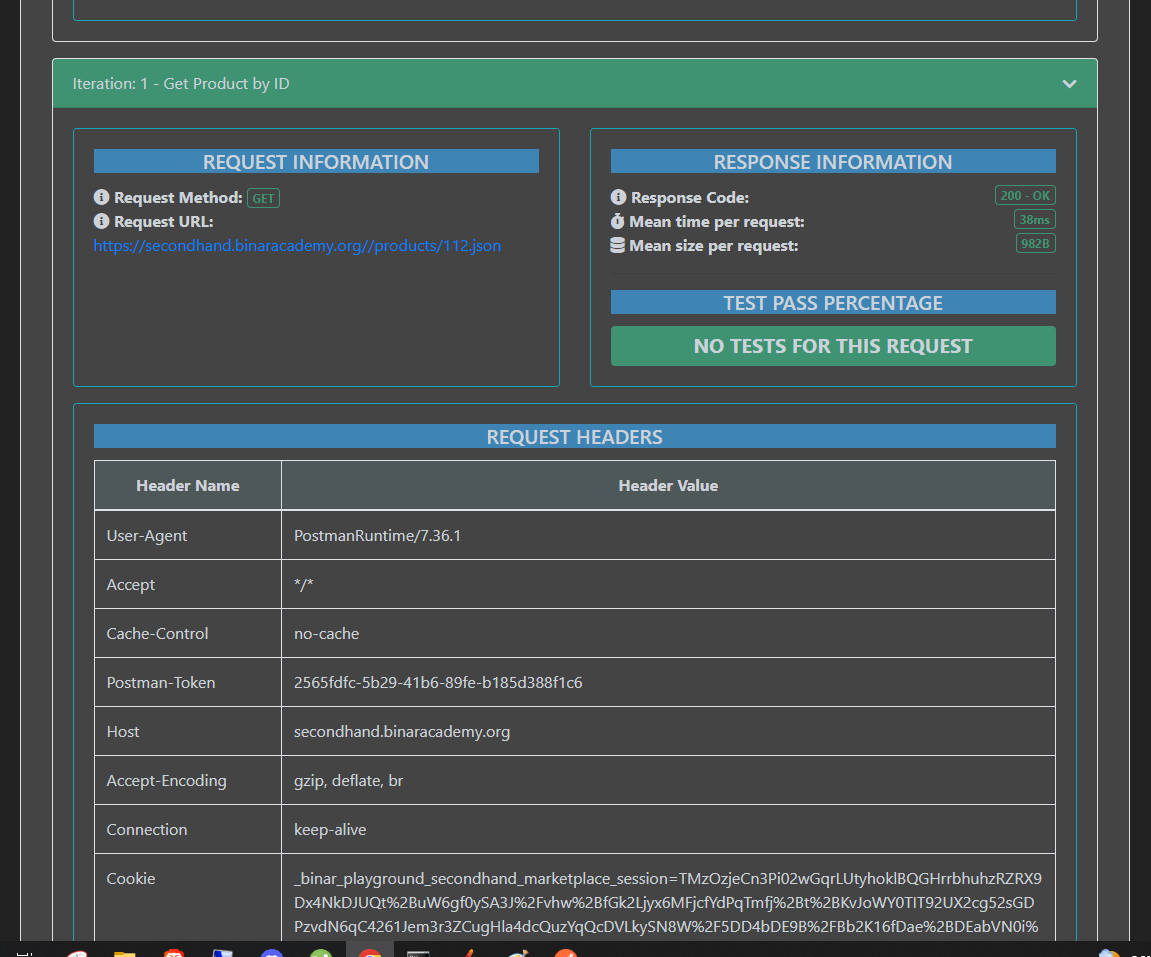 Iteration: 1 - Get Product by ID
REQUEST INFORMATION
Request Method: GET
Request URL:
https://secondhand.binaracademy.org//products/112.json
RESPONSE INFORMATION
Response Code: 200 - OK
Mean time per request: 38ms
Mean size per request: 982B
TEST PASS PERCENTAGE
NO TESTS FOR THIS REQUEST
REQUEST HEADERS
Header Name Header Value
User-Agent PostmanRuntime/7.36.1
Accept */*
Cache-Control no-cache
Postman-Token 2565fdfc-5b29-41b6-89fe-b185d388f1c6
Host secondhand.binaracademy.org
Accept-Encoding gzip, deflate, br
Connection keep-alive
Cookie _binar_playground_secondhand_marketplace_session=TMzOzjeCn3Pi02wGqrLUtyhoklBQGHrrbhuhzRZRX9
Dx4NkDJUQt%2BuW6gf0ySA3J%2Fvhw%2BfGk2Ljyx6MFjcfYdPqTmfj%2Bt%2BKvJoWY0TIT92UX2cg52sGD
PzvdN6qC4261Jem3r3ZCugHla4dcQuzYqQcDVLkySN8W%2F5DD4bDE9B%2FBb2K16fDae%2BDEabVN0i%